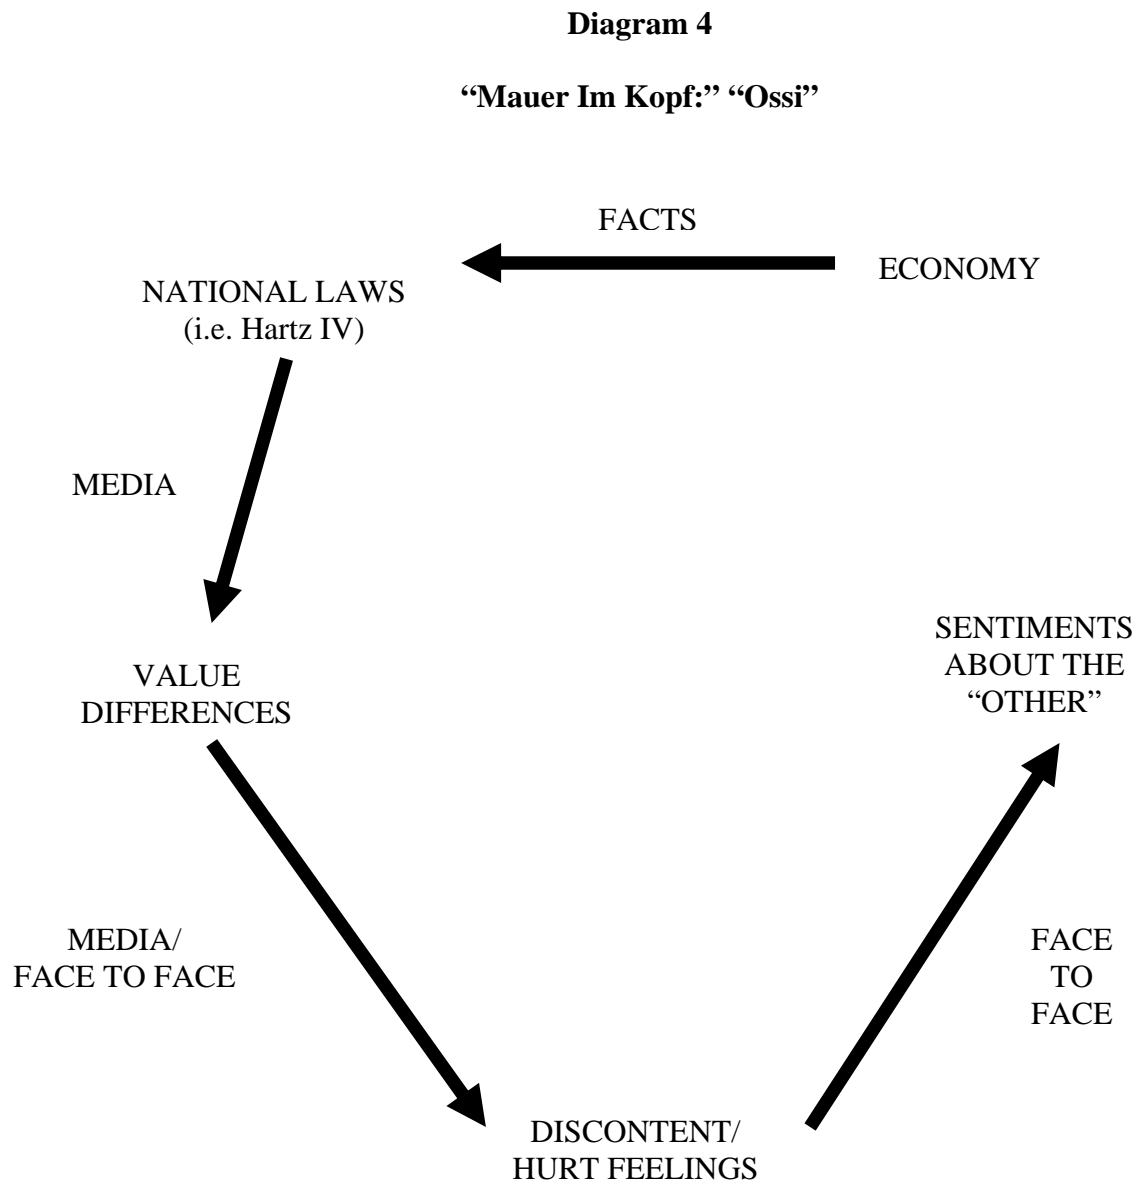 Diagram 4
“Mauer Im Kopf:” “Ossi”
FACTS
ECONOMY
NATIONAL LAWS
(i.e. Hartz IV)
MEDIA
VALUE
DIFFERENCES
SENTIMENTS
ABOUT THE
“OTHER”
MEDIA/
FACE TO FACE
FACE
TO
FACE
DISCONTENT/
HURT FEELINGS